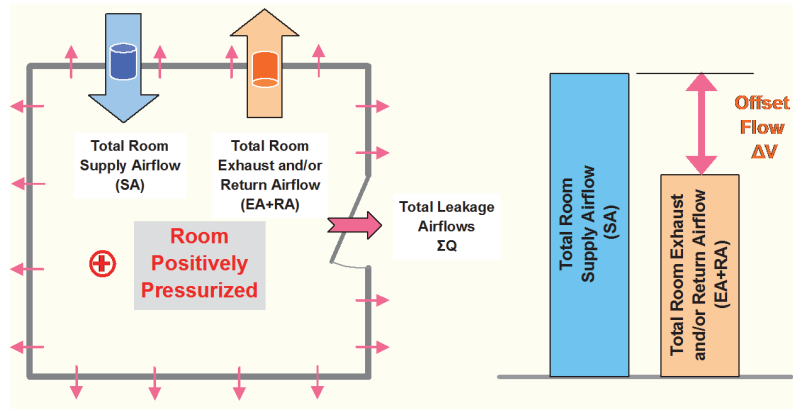 Total Room
Supply Airflow
(SA)
Total Room
Exhaust and/or
Return Airflow
(EA+RA)
Total Leakage
Airflows
ΣQ
Room
Positively
Pressurized
Total Room
Supply Airflow
(SA)
Total Room Exhaust
and/or Return Airflow
(EA+RA)
Offset
Flow
ΔV